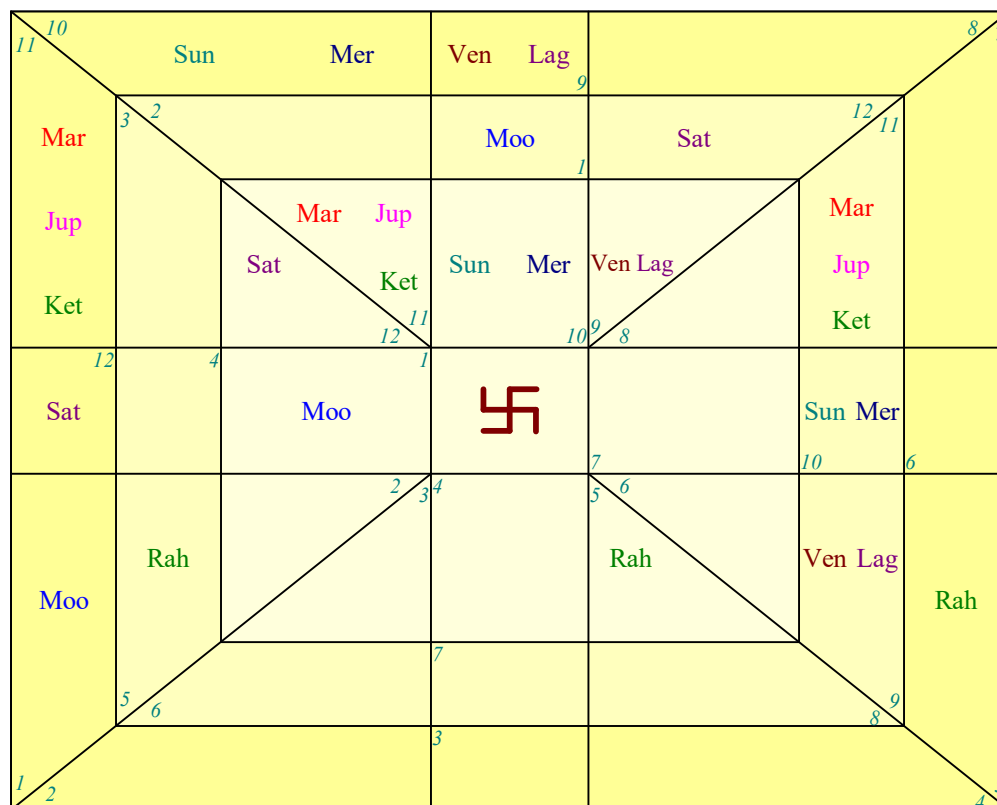 10 8
11
Sun Mer Ven Lag
9
3 2 12 11
Mar Moo Sat
1
Mar Jup Mar
Jup Sat Ket Sun Mer Ven Lag Jup
Ket Ket
12 11 10 9 8
12 4 1
Sat Moo Sun Mer
7 10 6
2 3 4 5 6
Moo Rah Rah Ven Lag Rah
7
5 6 9 8
3
1 2 4